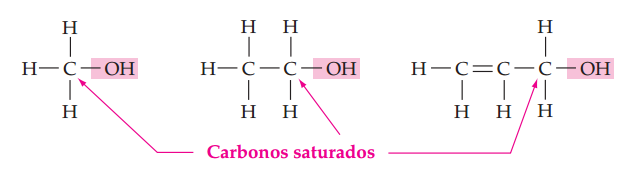 H H H H
H—C—OH H—C—C—OH H—C=C—C—OH
H H H H H H
Carbonos saturados